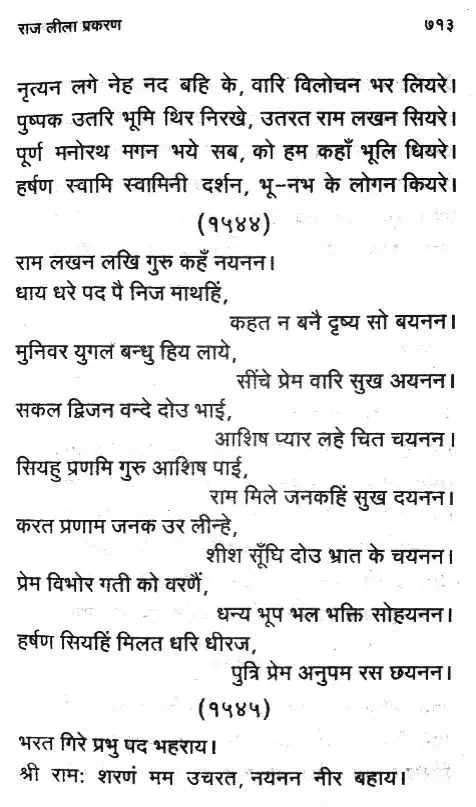 राज लीला प्रकरण ७१३
नृत्यन लगे नेह नद बहि के, वारि विलोचन भर लियरे।
पुष्पक उतरि भूमि थिर निरखे, उतरत राम लखन सियरे।
पूर्ण मनोरथ मगन भये सब, को हम कहाँ भूलि धियरे।
हर्षण स्वामि स्वामिनी दर्शन, भू-नभ के लोगन कियरे।
(१५४४)
राम लखन लखि गुरु कहँ नयनन।
धाय धरे पद पै निज माथहिं,
कहत न बनै दृष्य सो बयनन।
मुनिवर युगल बन्धु हिय लाये,
सींचे प्रेम वारि सुख अयनन।
सकल द्विजन वन्दे दोउ भाई,
आशिष प्यार लहे चित चयनन।
सियहुं प्रणमि गुरु आशिष पाई,
राम मिले जनकहिं सुख दयनन।
करत प्रणाम जनक उर लीन्हे,
शीश सूँघि दोउ भ्रात के चयनन।
प्रेम विभोर गती को वरणैं,
धन्य भूप भल भक्ति सोहयनन।
हर्षण सियहिं मिलत धरि धीरज,
पुत्रि प्रेम अनुपम रस छयनन।
(१५४५)
भरत गिरे प्रभु पद भहराय।
श्री रामः शरणं मम उचरत, नयनन नीर बहाय।